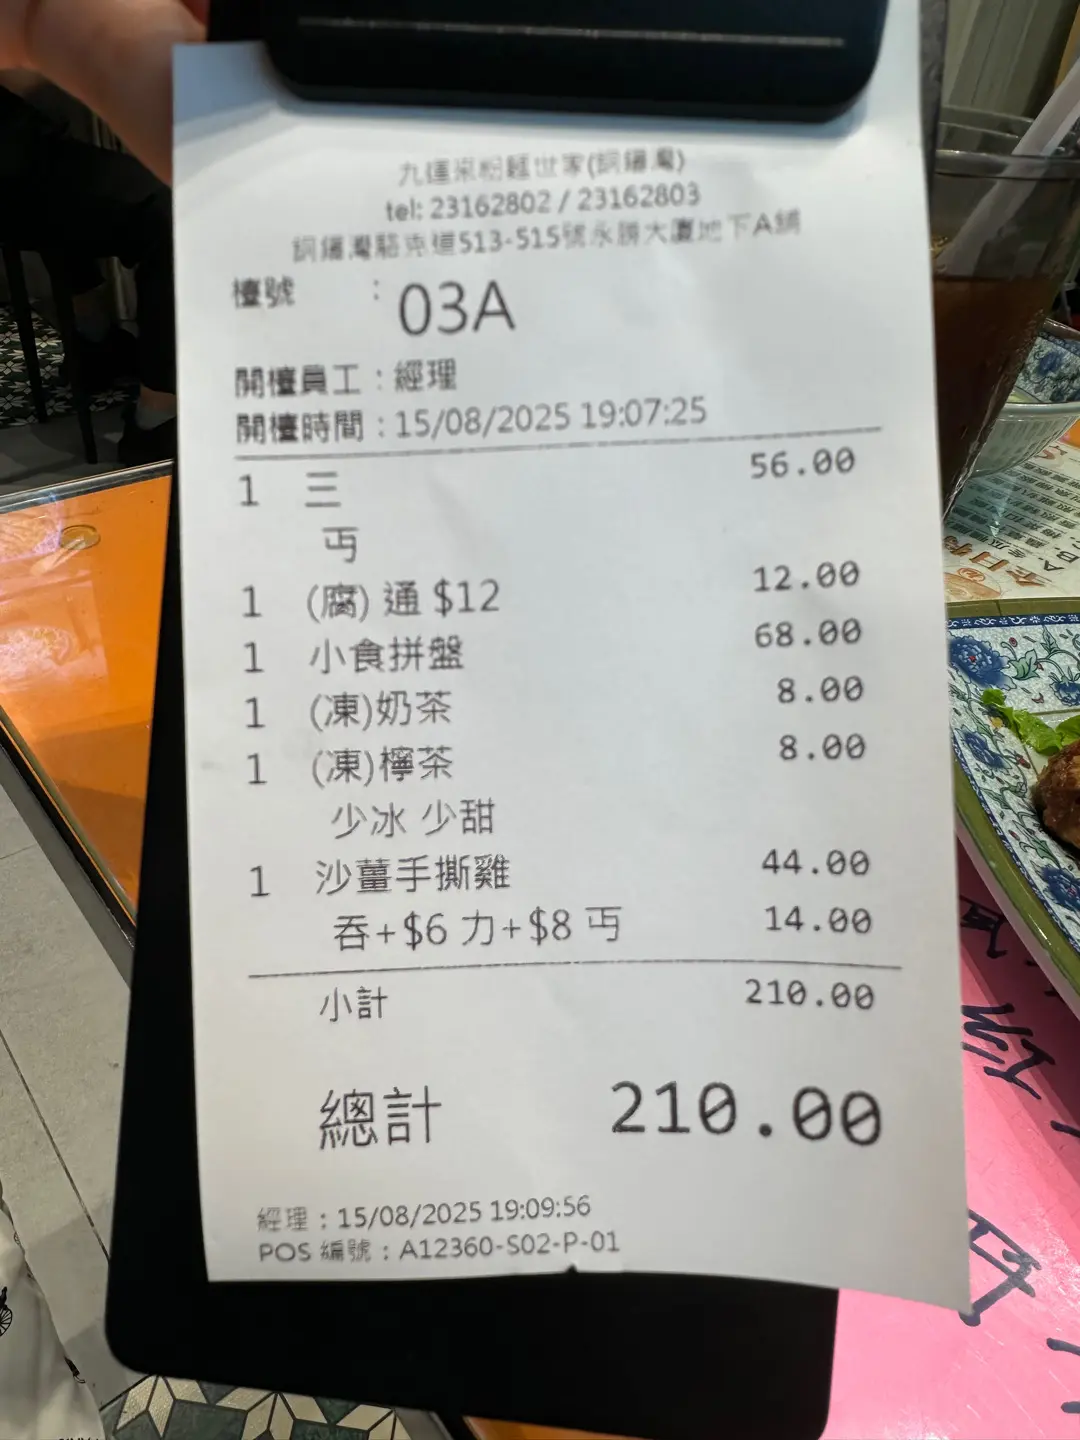 九運來粉麵世家(銅鑼灣)
tel: 23162802 / 23162803
銅鑼灣駱克道513-515號永勝大廈地下A舖
檯號 : 03A
開檯員工 : 經理
開檯時間 : 15/08/2025 19:07:25
1 三 56.00
丐
1 (腐) 通 $12 12.00
1 小食拼盤 68.00
1 (凍)奶茶 8.00
1 (凍)檸茶 8.00
少冰 少甜
1 沙薑手撕雞 44.00
吞+$6 力+$8 丐 14.00
小計 210.00
總計 210.00
經理 : 15/08/2025 19:09:56
POS 編號 : A12360-S02-P-01
全日
A.
B.